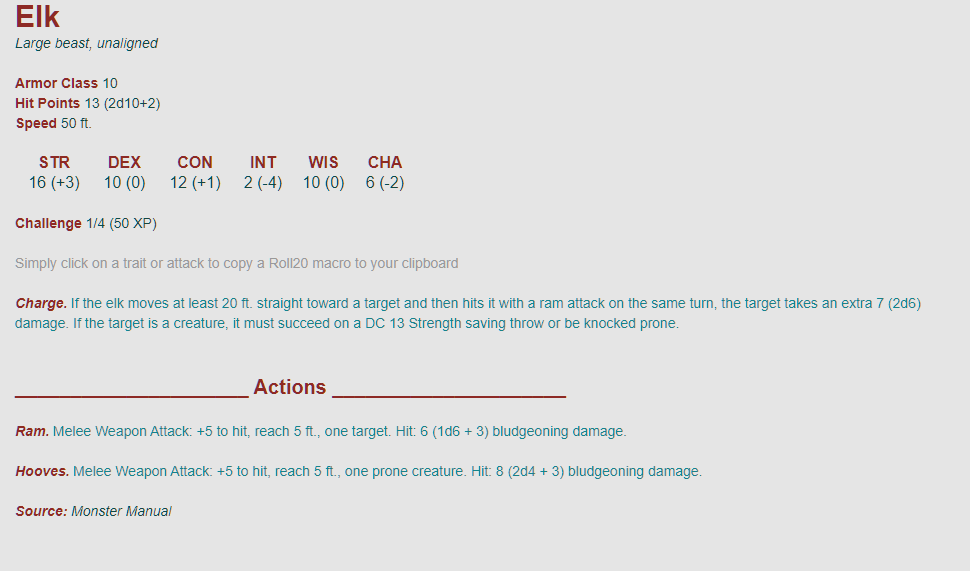 Elk
Large beast, unaligned
Armor Class 10
Hit Points 13 (2d10+2)
Speed 50 ft.
STR DEX CON INT WIS CHA
16 (+3) 10 (0) 12 (+1) 2 (-4) 10 (0) 6 (-2)
Challenge 1/4 (50 XP)
Simply click on a trait or attack to copy a Roll20 macro to your clipboard
Charge. If the elk moves at least 20 ft. straight toward a target and then hits it with a ram attack on the same turn, the target takes an extra 7 (2d6)
damage. If the target is a creature, it must succeed on a DC 13 Strength saving throw or be knocked prone.
Actions
Ram. Melee Weapon Attack: +5 to hit, reach 5 ft., one target. Hit: 6 (1d6 + 3) bludgeoning damage.
Hooves. Melee Weapon Attack: +5 to hit, reach 5 ft., one prone creature. Hit: 8 (2d4 + 3) bludgeoning damage.
Source: Monster Manual